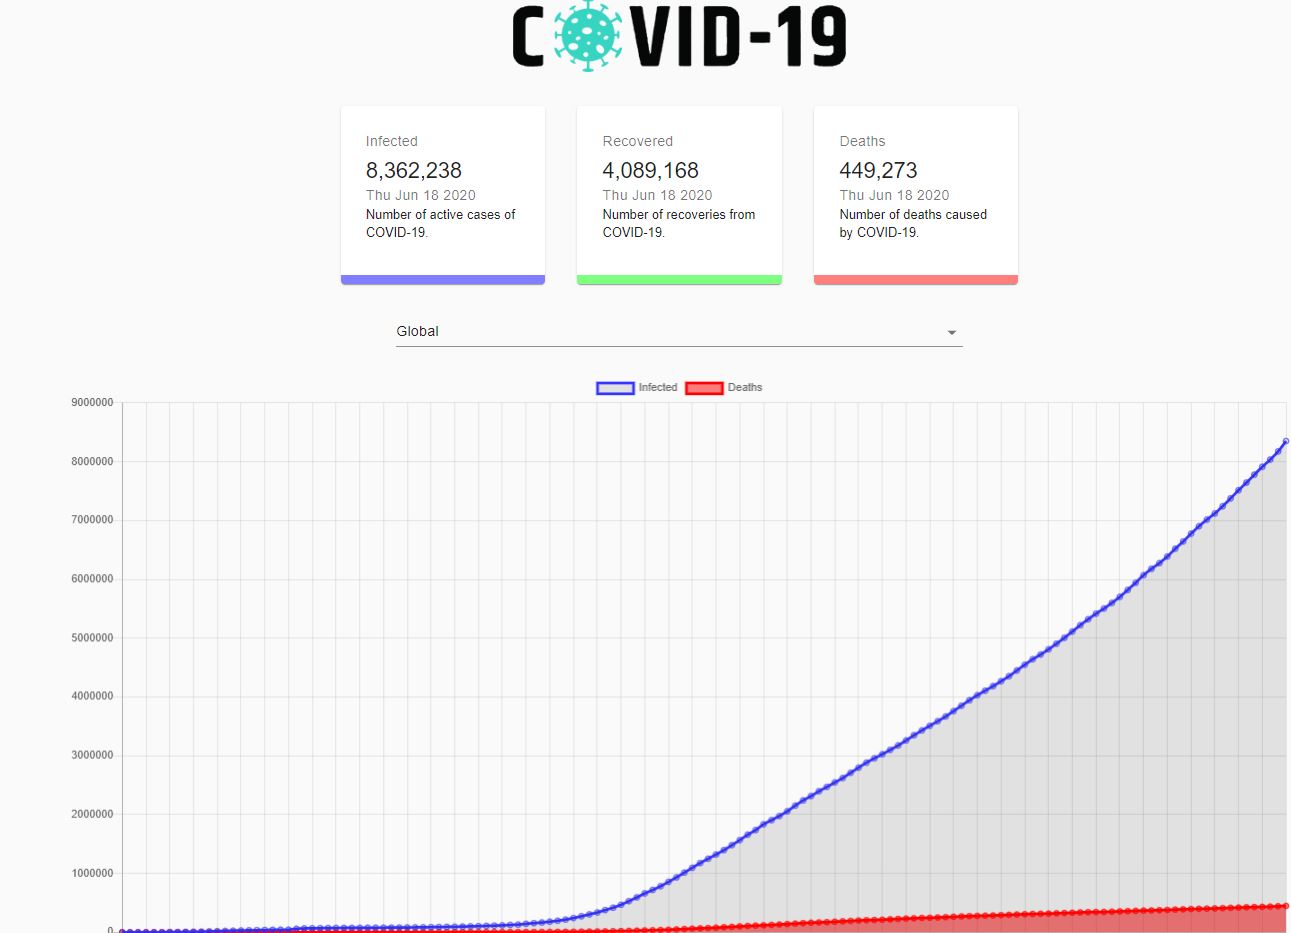 COVID-19
Infected
8,362,238
Thu Jun 18 2020
Number of active cases of
COVID-19.
Recovered
4,089,168
Thu Jun 18 2020
Number of recoveries from
COVID-19.
Deaths
449,273
Thu Jun 18 2020
Number of deaths caused
by COVID-19.
Global
Infected Deaths
9000000
8000000
7000000
6000000
5000000
4000000
3000000
2000000
1000000
0